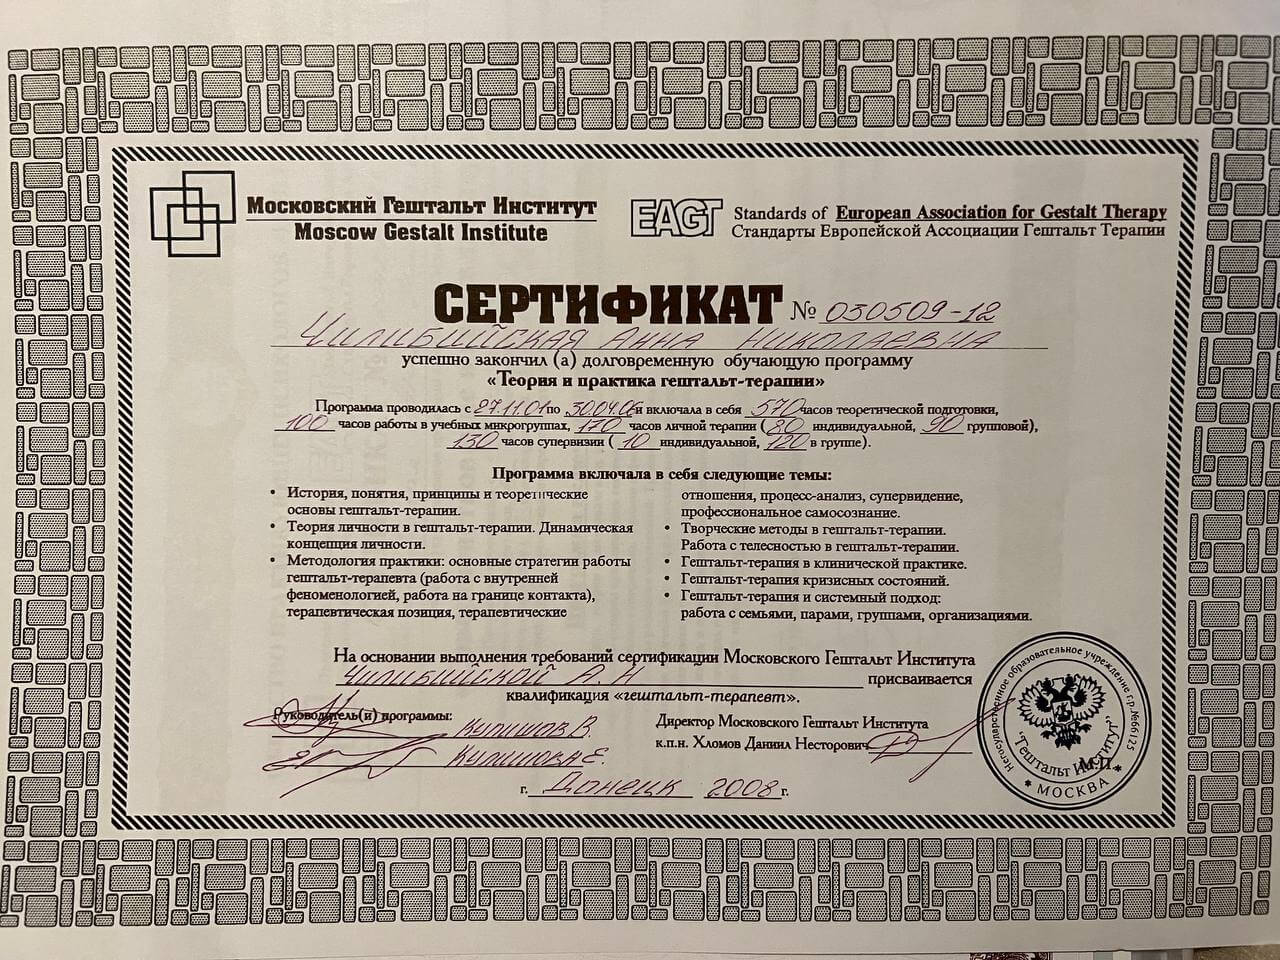 Московский Гештальт Институт
Moscow Gestalt Institute
EAGT
Standards of European Association for Gestalt Therapy
Стандарты Европейской Ассоциации Гештальт Терапии
СЕРТИФИКАТ № 030509-12
Чилибийская Анна Николаевна
успешно закончил (а) долговременную обучающую программу
«Теория и практика гештальт-терапии»
Программа проводилась с 27.11.01 по 30.04.06 и включала в себя 570 часов теоретической подготовки,
100 часов работы в учебных микрогруппах, 170 часов личной терапии ( 80 индивидуальной, 90 групповой),
130 часов супервизии ( 10 индивидуальной, 120 в группе).
Программа включала в себя следующие темы:
• История, понятия, принципы и теоретические
основы гештальт-терапии.
• Теория личности в гештальт-терапии. Динамическая
концепция личности.
• Методология практики: основные стратегии работы
гештальт-терапевта (работа с внутренней
феноменологией, работа на границе контакта),
терапевтическая позиция, терапевтические
отношения, процесс-анализ, супервидение,
профессиональное самосознание.
• Творческие методы в гештальт-терапии.
Работа с телесностью в гештальт-терапии.
• Гештальт-терапия в клинической практике.
• Гештальт-терапия кризисных состояний.
• Гештальт-терапия и системный подход:
работа с семьями, парами, группами, организациями.
На основании выполнения требований сертификации Московского Гештальт Института
Чилибийской А. Н присваивается
квалификация «гештальт-терапевт».
Руководитель(и) программы:
Кулишов В.
Кулишова Е.
Директор Московского Гештальт Института
к.п.н. Хломов Даниил Несторович
г. Донецк 2008 г.
Негосударственное образовательное учреждение г.р.№66125
"Гештальт Институт"
М.П.
* МОСКВА *